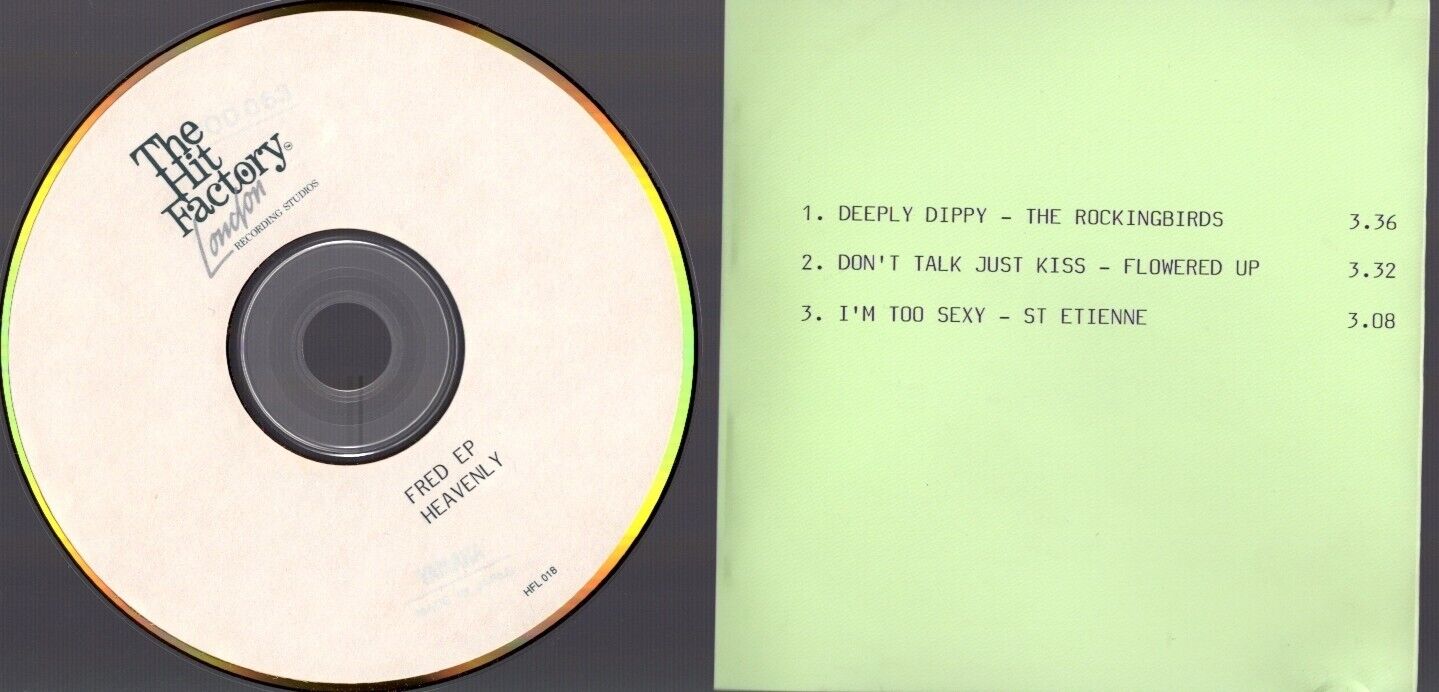 The
Hit
Factory
London
RECORDING STUDIOS
FRED EP
HEAVENLY
HFL 018
1. DEEPLY DIPPY – THE ROCKINGBIRDS 3.36
2. DON'T TALK JUST KISS – FLOWERED UP 3.32
3. I'M TOO SEXY – ST ETIENNE 3.08